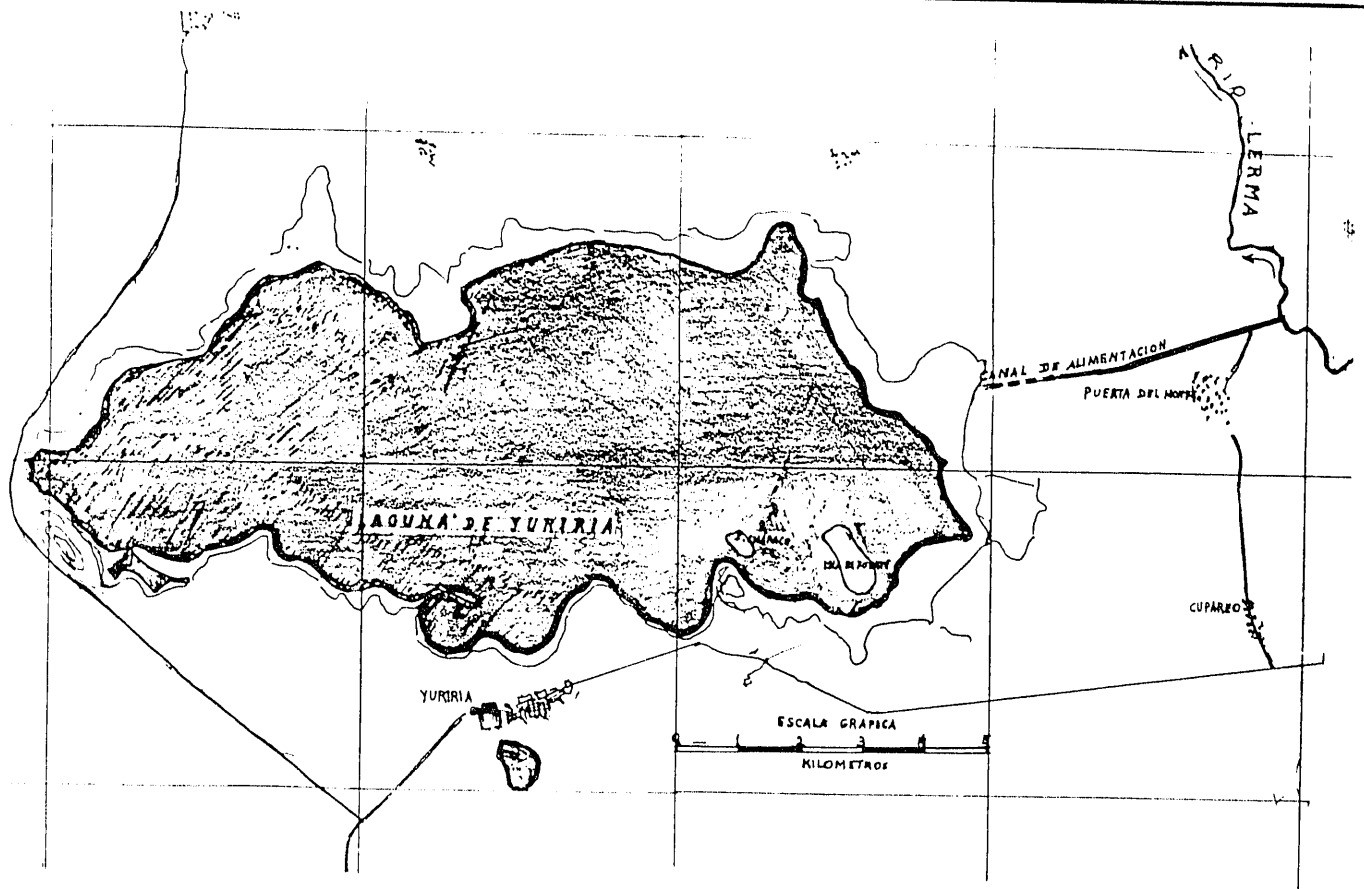 RIO LERMA
CANAL DE ALIMENTACION
PUERTA DEL NORTE
LAGUNA DE YURIRIA
CUPAREO
YURIRIA
ESCALA GRAFICA
0 1 2 3 4 5
KILOMETROS